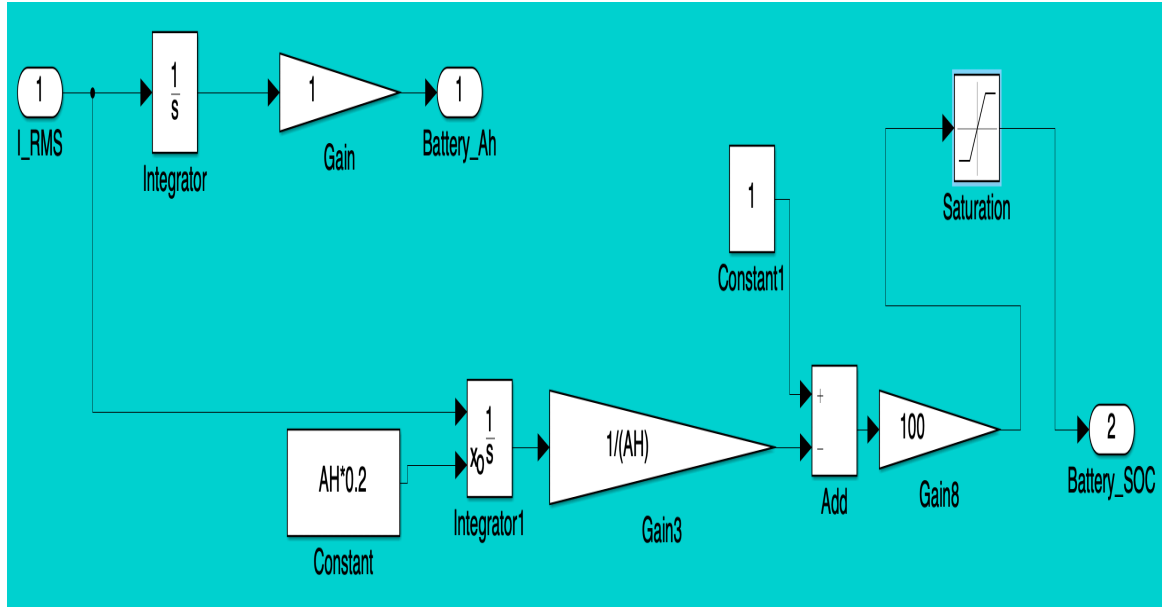 1
I_RMS
1
s
Integrator
1
Gain
1
Battery_Ah
Saturation
1
Constant1
AH*0.2
Constant
1
s
xo
Integrator1
1/(AH)
Gain3
+
−
Add
100
Gain8
2
Battery_SOC